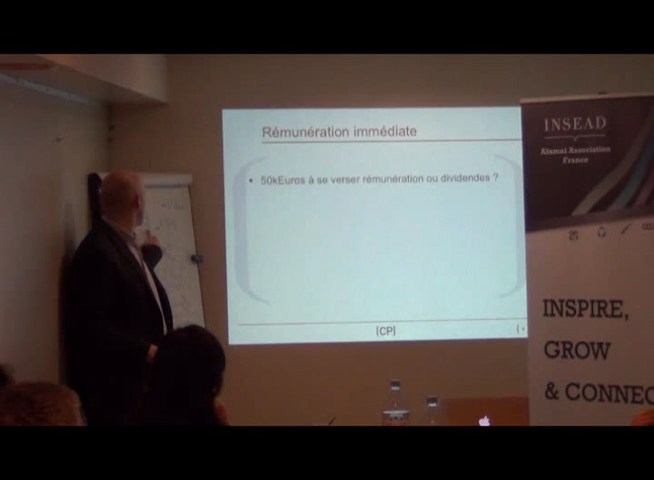 Rémunération immédiate
• 50kEuros à se verser rémunération ou dividendes ?
[CP]
INSEAD
Alumni Association
France
INSPIRE,
GROW
& CONNEC